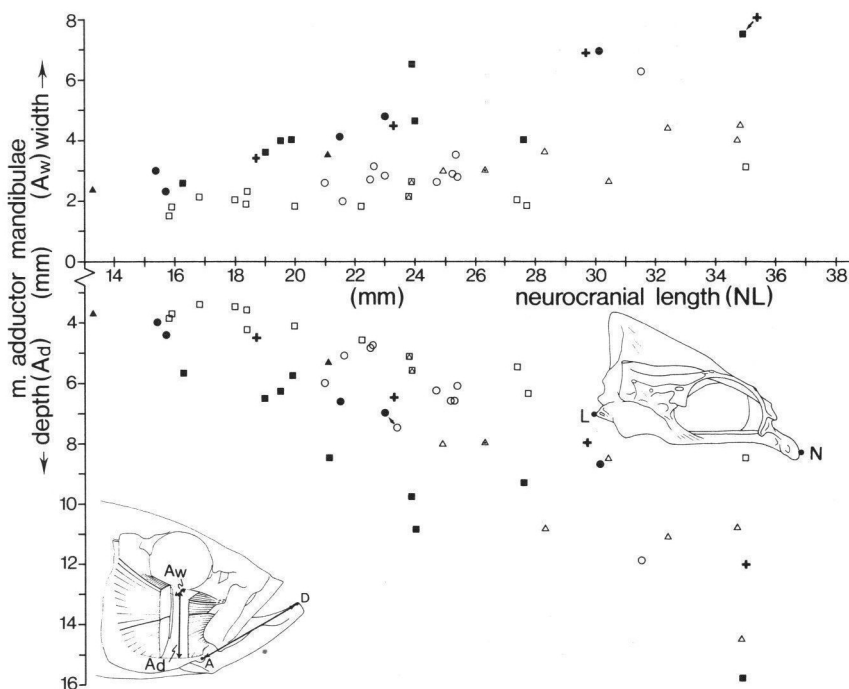 8
6
4
2
0
m. adductor mandibulae
(Aw) width →
(mm)
14 16 18 20 22 24 26 28 30 32 34 36 38
(mm) neurocranial length (NL)
← depth (Ad)
(mm)
4
6
8
10
12
14
16
L
N
Aw
Ad
A
D